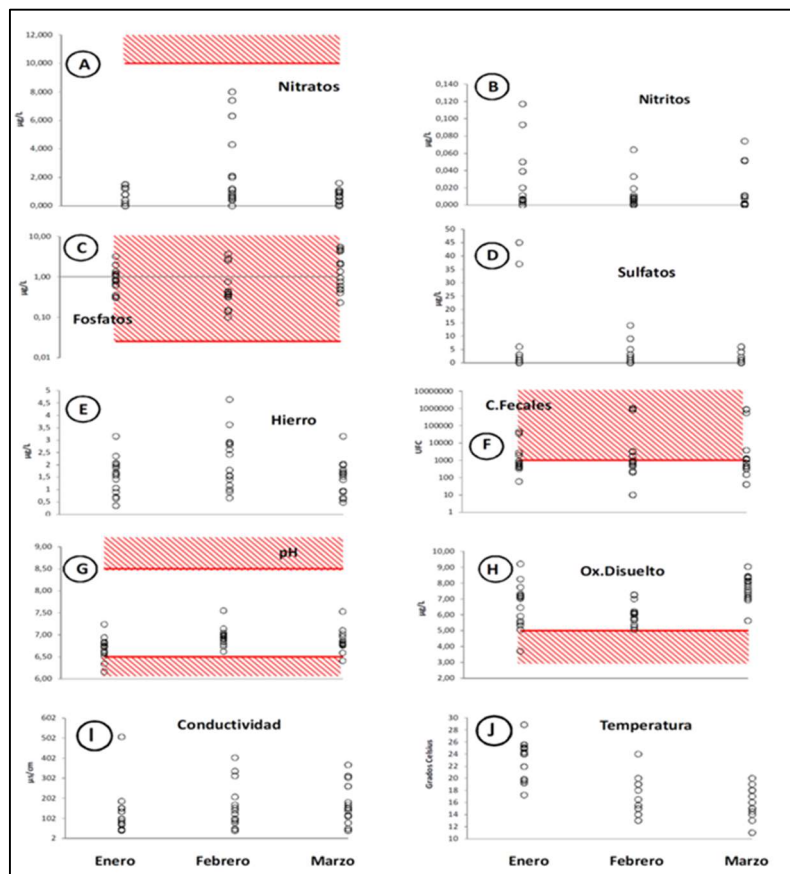 12,000
10,000
8,000
6,000
4,000
2,000
0,000
µg/L
A
Nitratos
0,140
0,120
0,100
0,080
0,060
0,040
0,020
0,000
µg/L
B
Nitritos
10,00
1,00
0,10
0,01
µg/L
C
Fosfatos
50
45
40
35
30
25
20
15
10
5
0
µg/L
D
Sulfatos
5
4,5
4
3,5
3
2,5
2
1,5
1
0,5
0
µg/L
E
Hierro
10000000
1000000
100000
10000
1000
100
10
1
UFC
C.Fecales
F
9,00
8,50
8,00
7,50
7,00
6,50
6,00
G
pH
10,00
9,00
8,00
7,00
6,00
5,00
4,00
3,00
2,00
µg/L
H
Ox.Disuelto
602
502
402
302
202
102
2
µs/cm
I
Conductividad
Enero Febrero Marzo
30
28
26
24
22
20
18
16
14
12
10
Grados Celsius
J
Temperatura
Enero Febrero Marzo